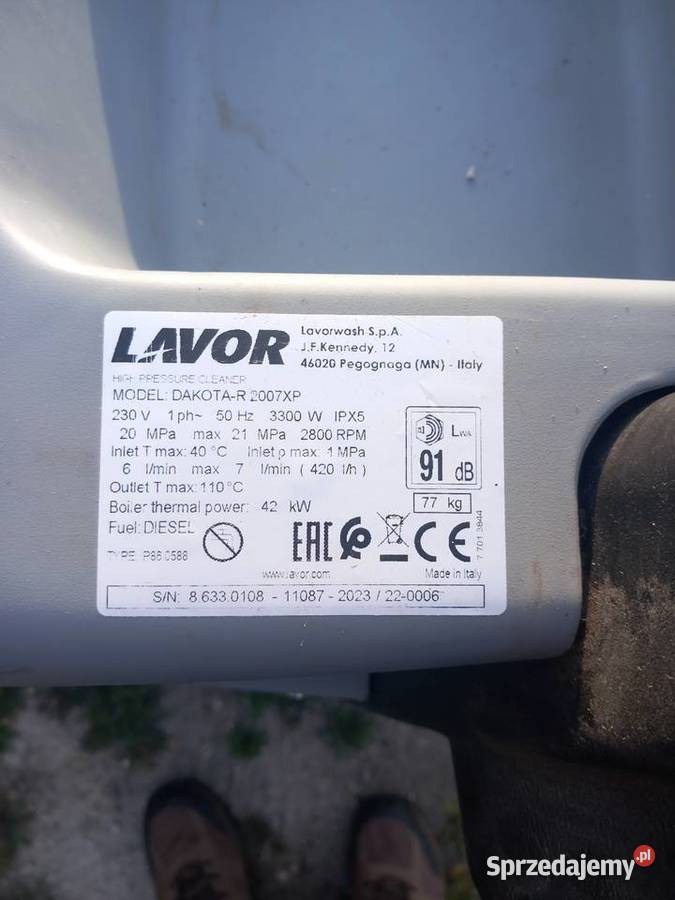 LAVOR
Lavorwash S.p.A.
J.F.Kennedy, 12
46020 Pegognaga (MN) - Italy
HIGH PRESSURE CLEANER
MODEL: DAKOTA-R 2007XP
230 V 1ph~ 50 Hz 3300 W IPX5
20 MPa max 21 MPa 2800 RPM
Inlet T max: 40 °C Inlet p max: 1 MPa
6 l/min max 7 l/min ( 420 l/h )
Outlet T max: 110 °C
Boiler thermal power: 42 kW
Fuel: DIESEL
TYPE: P86.0588
LWA
91 dB
77 kg
EAC
CE
7.701.3844
www.lavor.com
Made in Italy
S/N: 8.633.0108 - 11087 - 2023 / 22-0006
Sprzedajemy.pl